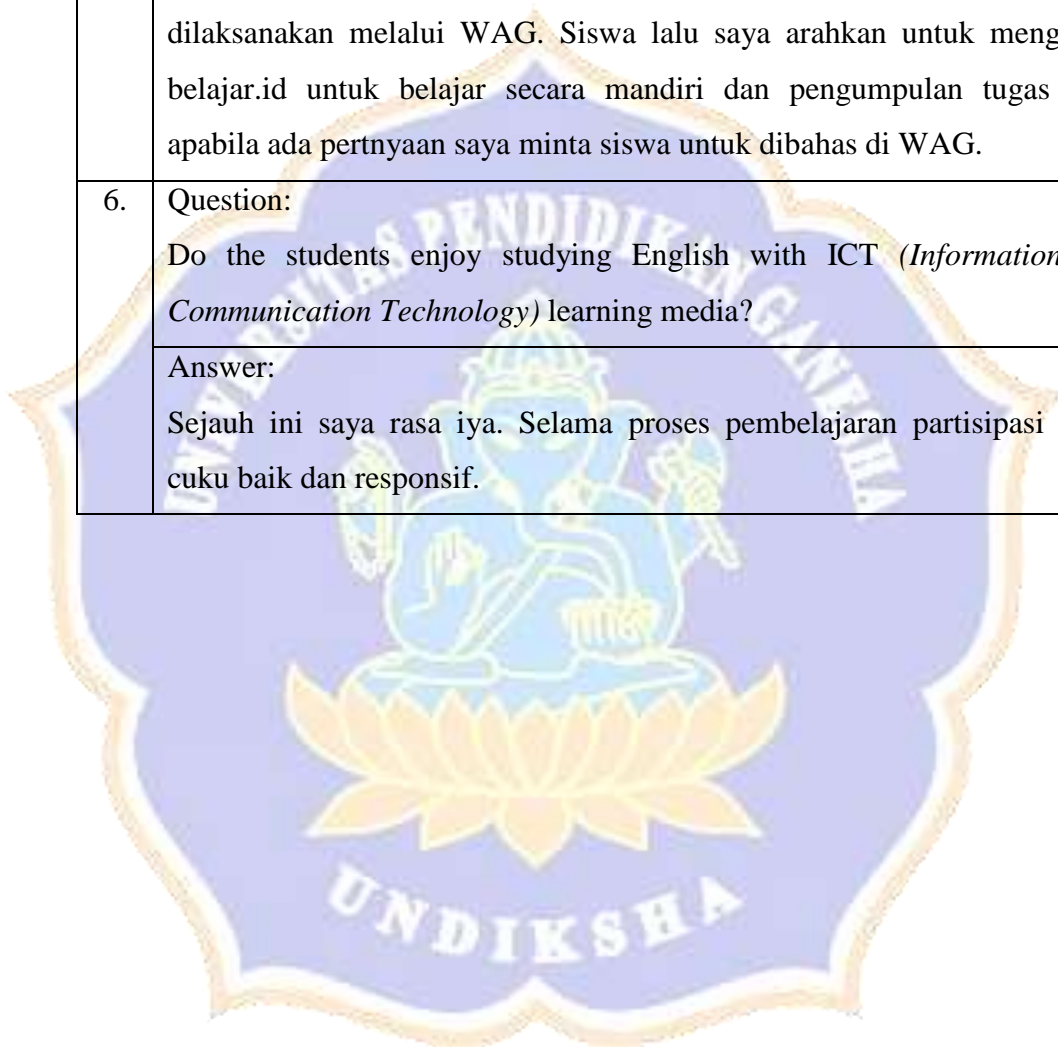 dilaksanakan melalui WAG. Siswa lalu saya arahkan untuk meng
belajar.id untuk belajar secara mandiri dan pengumpulan tugas
apabila ada pertnyaan saya minta siswa untuk dibahas di WAG.
6.
Question:
Do the students enjoy studying English with ICT (Information
Communication Technology) learning media?
Answer:
Sejauh ini saya rasa iya. Selama proses pembelajaran partisipasi
cuku baik dan responsif.
UNIVERSITAS PENDIDIKAN GANESHA
UNDIKSHA